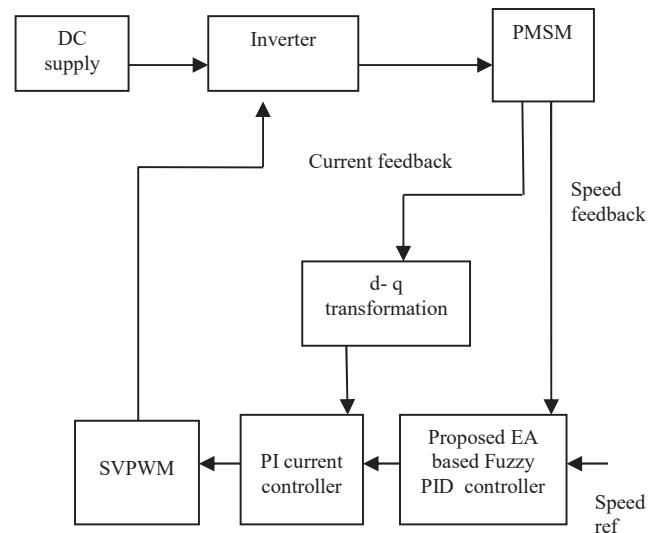 DC
supply
Inverter
PMSM
Current feedback
Speed
feedback
d- q
transformation
SVPWM
PI current
controller
Proposed EA
based Fuzzy
PID controller
Speed
ref